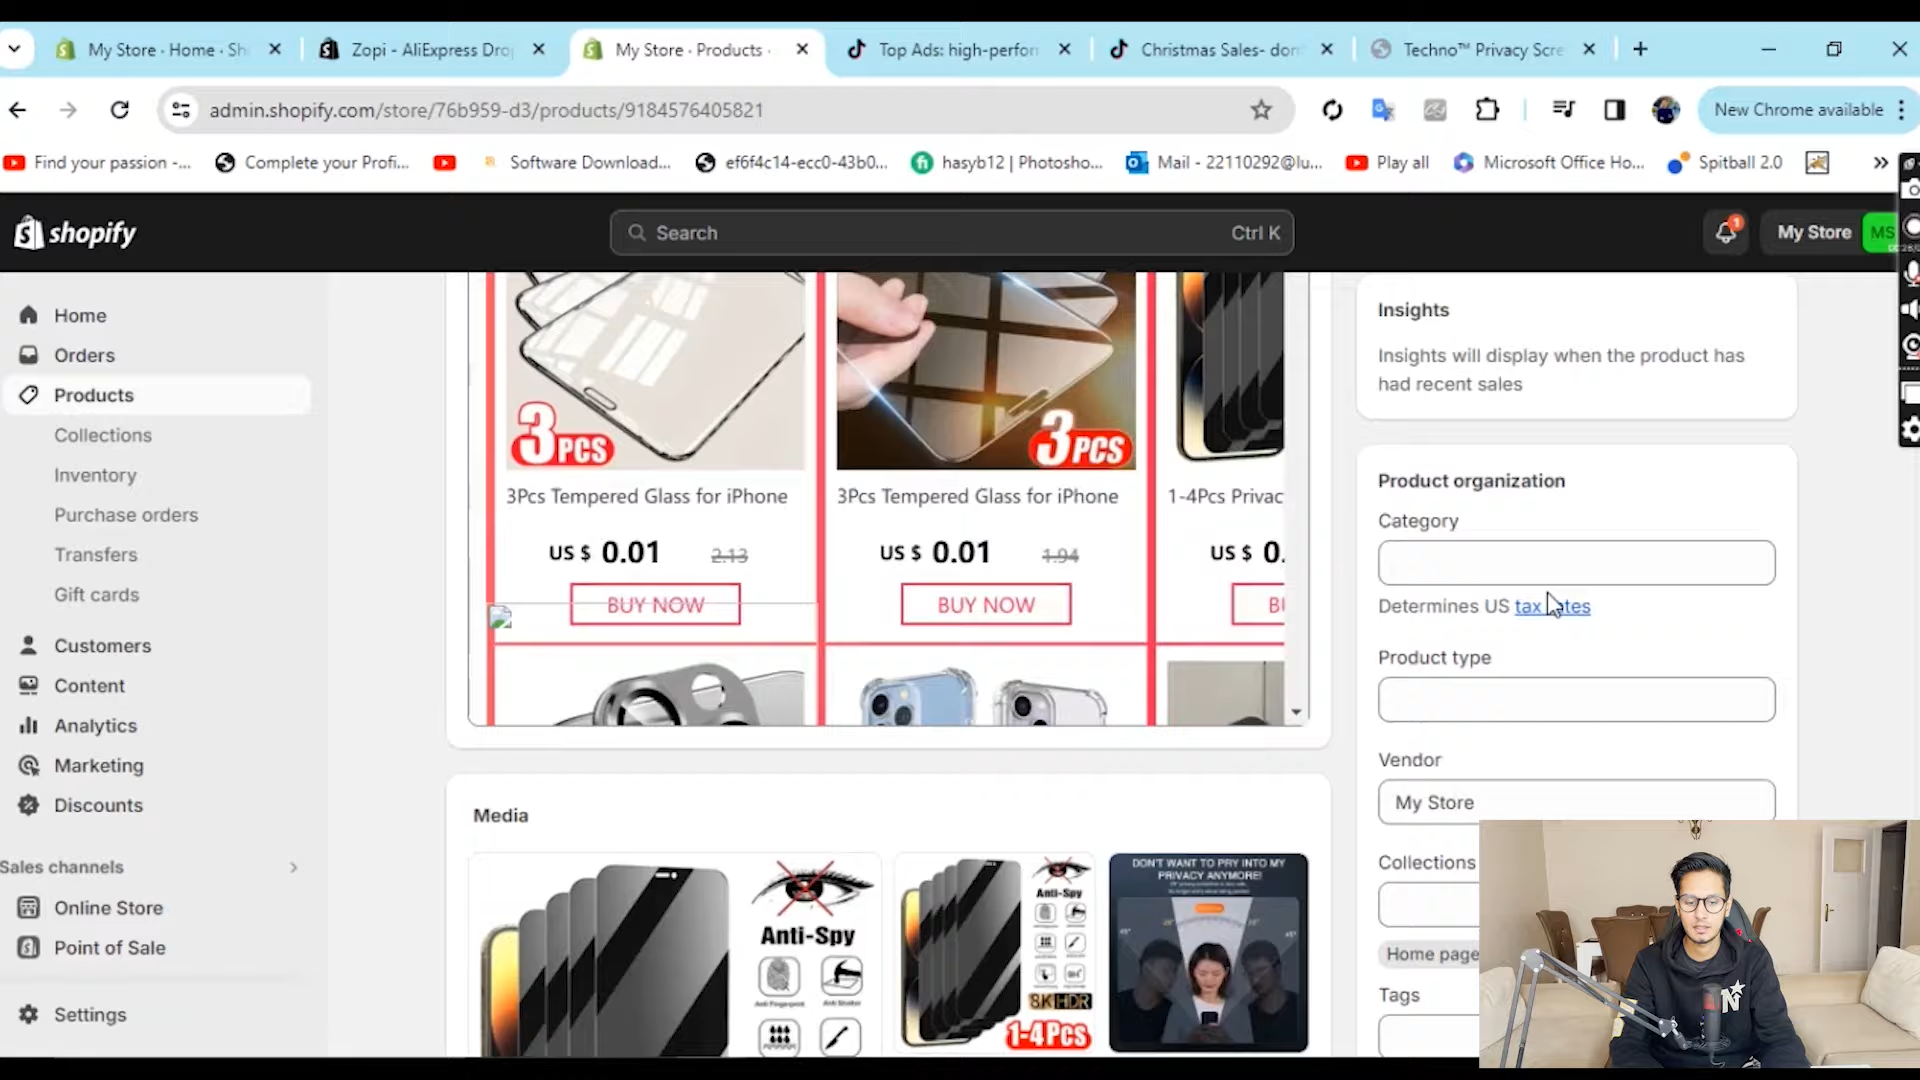 My Store · Home · Sh
Zopi - AliExpress Dro
My Store · Products ·
Top Ads: high-perfor
Christmas Sales- don
Techno™ Privacy Scre
admin.shopify.com/store/76b959-d3/products/9184576405821
New Chrome available
Find your passion -...
Complete your Profi...
Software Download...
ef6f4c14-ecc0-43b0...
hasyb12 | Photosho...
Mail - 22110292@lu...
Play all
Microsoft Office Ho...
Spitball 2.0
shopify
Search
Ctrl K
1
My Store
MS
Home
Orders
Products
Collections
Inventory
Purchase orders
Transfers
Gift cards
Customers
Content
Analytics
Marketing
Discounts
Sales channels
Online Store
Point of Sale
Settings
3PCS
3PCS
3Pcs Tempered Glass for iPhone
3Pcs Tempered Glass for iPhone
1-4Pcs Privac
US $ 0.01 2.13
US $ 0.01 1.94
US $ 0.
BUY NOW
BUY NOW
BU
Media
Anti-Spy
Anti Fingerprint
Anti-Spy
8K HDR
1-4Pcs
DON'T WANT TO PRY INTO MY
PRIVACY ANYMORE!
Insights
Insights will display when the product has
had recent sales
Product organization
Category
Determines US tax rates
Product type
Vendor
My Store
Collections
Home page
Tags
N